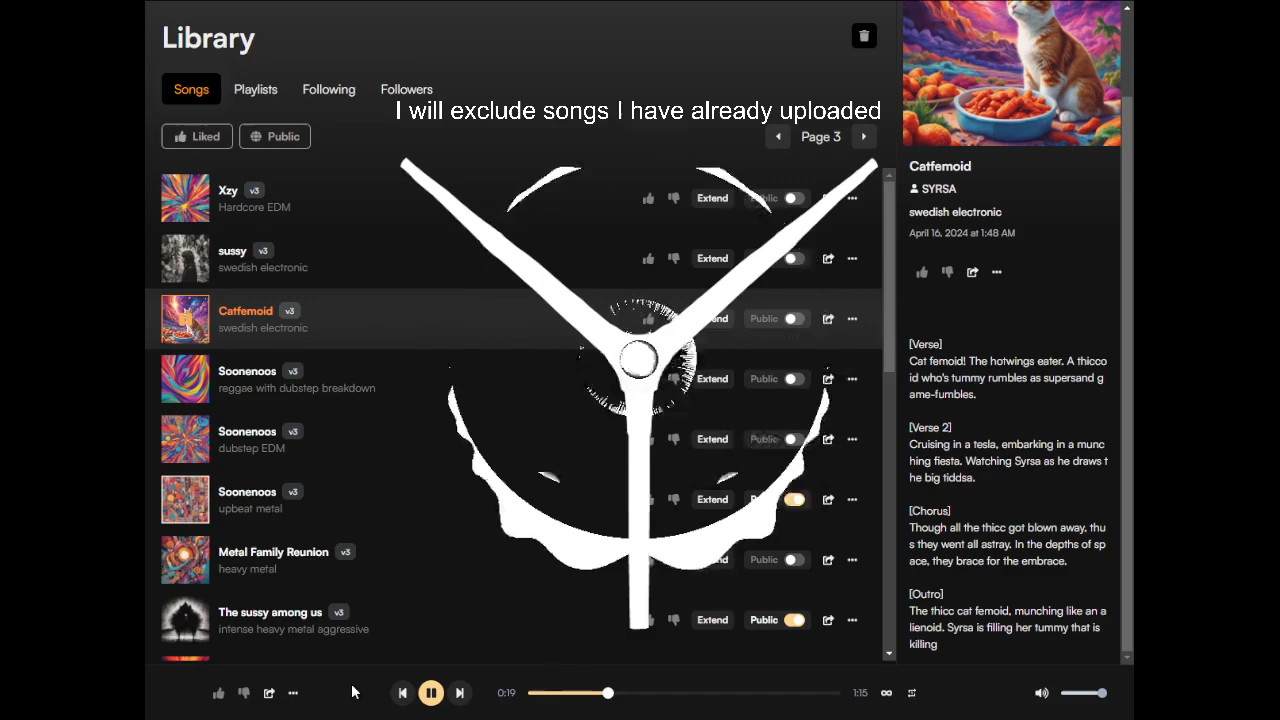 Library
Songs Playlists Following Followers
I will exclude songs I have already uploaded
Liked Public Page 3
Xzy v3
Hardcore EDM
Extend
sussy v3
swedish electronic
Extend
Catfemoid v3
swedish electronic
Public
Soonenoos v3
reggae with dubstep breakdown
Extend Public
Soonenoos v3
dubstep EDM
Extend Public
Soonenoos v3
upbeat metal
Extend
Metal Family Reunion v3
heavy metal
Public
The sussy among us v3
intense heavy metal aggressive
Extend Public
0:19 1:15
Catfemoid
SYRSA
swedish electronic
April 16, 2024 at 1:48 AM
[Verse]
Cat femoid! The hotwings eater. A thicco
id who's tummy rumbles as supersand g
ame-fumbles.
[Verse 2]
Cruising in a tesla, embarking in a munc
hing fiesta. Watching Syrsa as he draws t
he big tiddsa.
[Chorus]
Though all the thicc got blown away, thu
s they went all astray. In the depths of sp
ace, they brace for the embrace.
[Outro]
The thicc cat femoid, munching like an a
lienoid. Syrsa is filling her tummy that is
killing